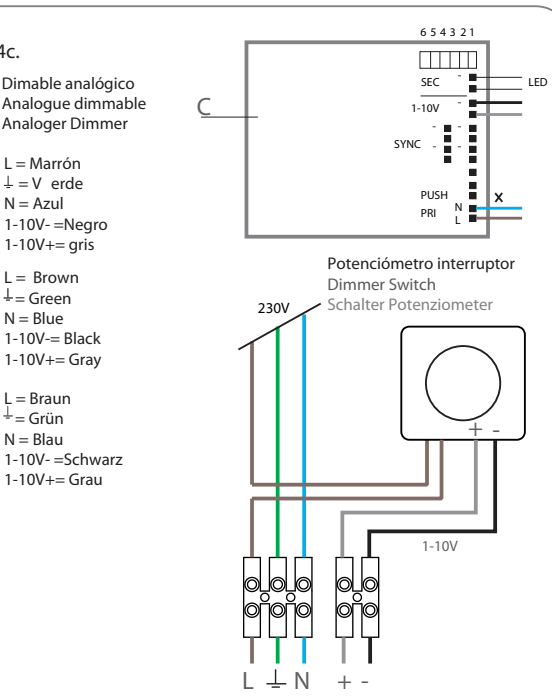 4c.
Dimable analógico
Analogue dimmable
Analoger Dimmer
L = Marrón
⏚ = V erde
N = Azul
1-10V- =Negro
1-10V+= gris
L = Brown
⏚ = Green
N = Blue
1-10V-= Black
1-10V+= Gray
L = Braun
⏚ = Grün
N = Blau
1-10V- =Schwarz
1-10V+= Grau
C
6 5 4 3 2 1
SEC - LED
1-10V -
- -
SYNC - -
PUSH
PRI N x
L
Potenciómetro interruptor
Dimmer Switch
Schalter Potenziometer
230V
+ -
1-10V
L ⏚ N + -